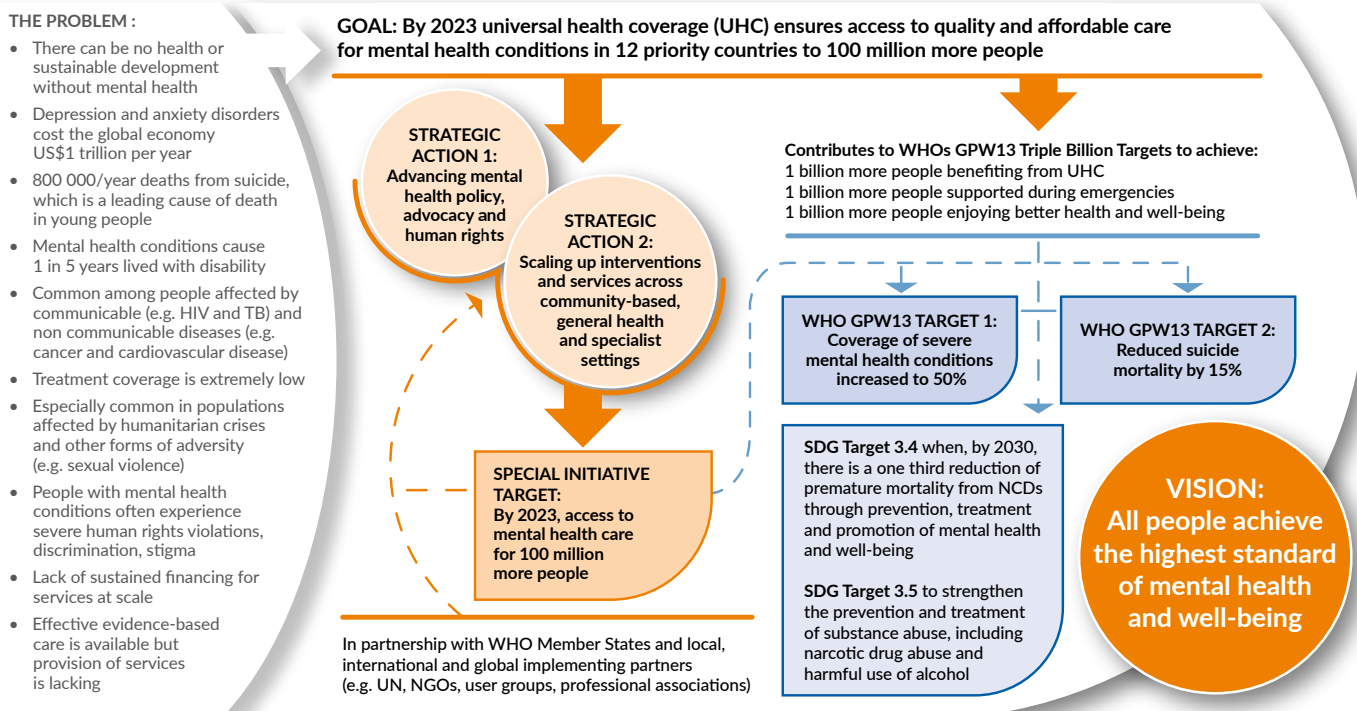 THE PROBLEM :
• There can be no health or
sustainable development
without mental health
• Depression and anxiety disorders
cost the global economy
US$1 trillion per year
• 800 000/year deaths from suicide,
which is a leading cause of death
in young people
• Mental health conditions cause
1 in 5 years lived with disability
• Common among people affected by
communicable (e.g. HIV and TB) and
non communicable diseases (e.g.
cancer and cardiovascular disease)
• Treatment coverage is extremely low
• Especially common in populations
affected by humanitarian crises
and other forms of adversity
(e.g. sexual violence)
• People with mental health
conditions often experience
severe human rights violations,
discrimination, stigma
• Lack of sustained financing for
services at scale
• Effective evidence-based
care is available but
provision of services
is lacking
GOAL: By 2023 universal health coverage (UHC) ensures access to quality and affordable care
for mental health conditions in 12 priority countries to 100 million more people
STRATEGIC
ACTION 1:
Advancing mental
health policy,
advocacy and
human rights
STRATEGIC
ACTION 2:
Scaling up interventions
and services across
community-based,
general health
and specialist
settings
SPECIAL INITIATIVE
TARGET:
By 2023, access to
mental health care
for 100 million
more people
In partnership with WHO Member States and local,
international and global implementing partners
(e.g. UN, NGOs, user groups, professional associations)
Contributes to WHOs GPW13 Triple Billion Targets to achieve:
1 billion more people benefiting from UHC
1 billion more people supported during emergencies
1 billion more people enjoying better health and well-being
WHO GPW13 TARGET 1:
Coverage of severe
mental health conditions
increased to 50%
WHO GPW13 TARGET 2:
Reduced suicide
mortality by 15%
SDG Target 3.4 when, by 2030,
there is a one third reduction of
premature mortality from NCDs
through prevention, treatment
and promotion of mental health
and well-being
SDG Target 3.5 to strengthen
the prevention and treatment
of substance abuse, including
narcotic drug abuse and
harmful use of alcohol
VISION:
All people achieve
the highest standard
of mental health
and well-being